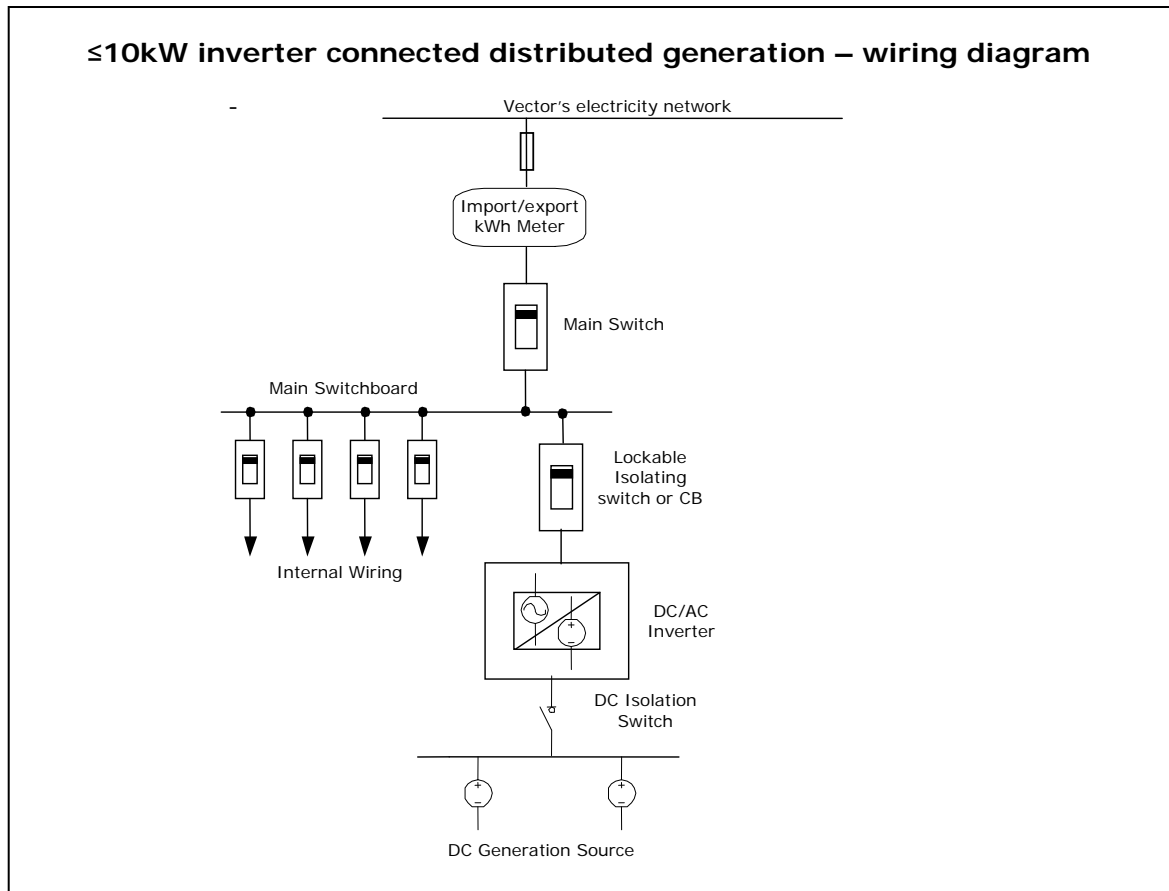 ≤10kW inverter connected distributed generation – wiring diagram
-
Vector's electricity network
Import/export
kWh Meter
Main Switch
Main Switchboard
Lockable
Isolating
switch or CB
Internal Wiring
+
−
DC/AC
Inverter
DC Isolation
Switch
+
−
+
−
DC Generation Source